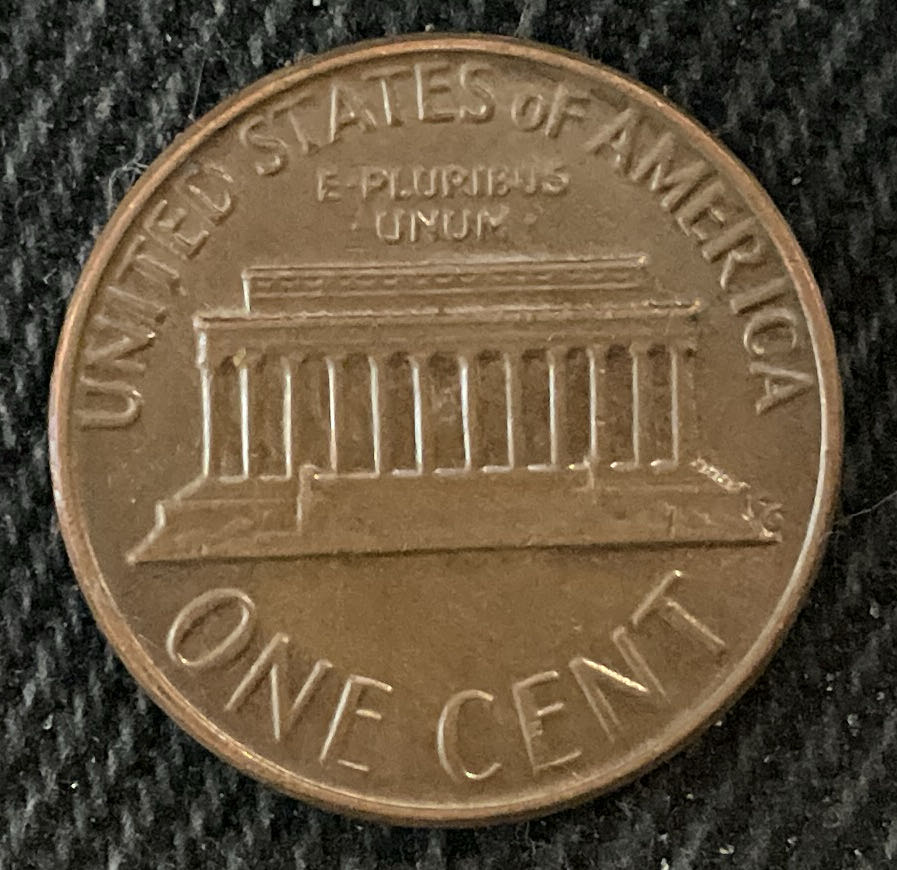 UNITED STATES oF AMERICA
E·PLURIBUS
·UNUM·
ONE CENT